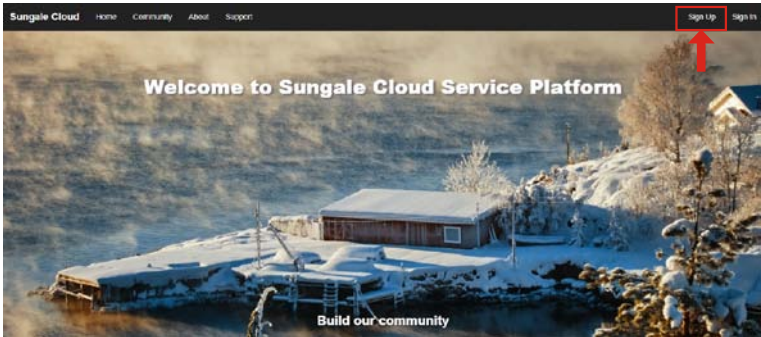 Sungale Cloud Home Community About Support Sign Up Sign In
Welcome to Sungale Cloud Service Platform
Build our community